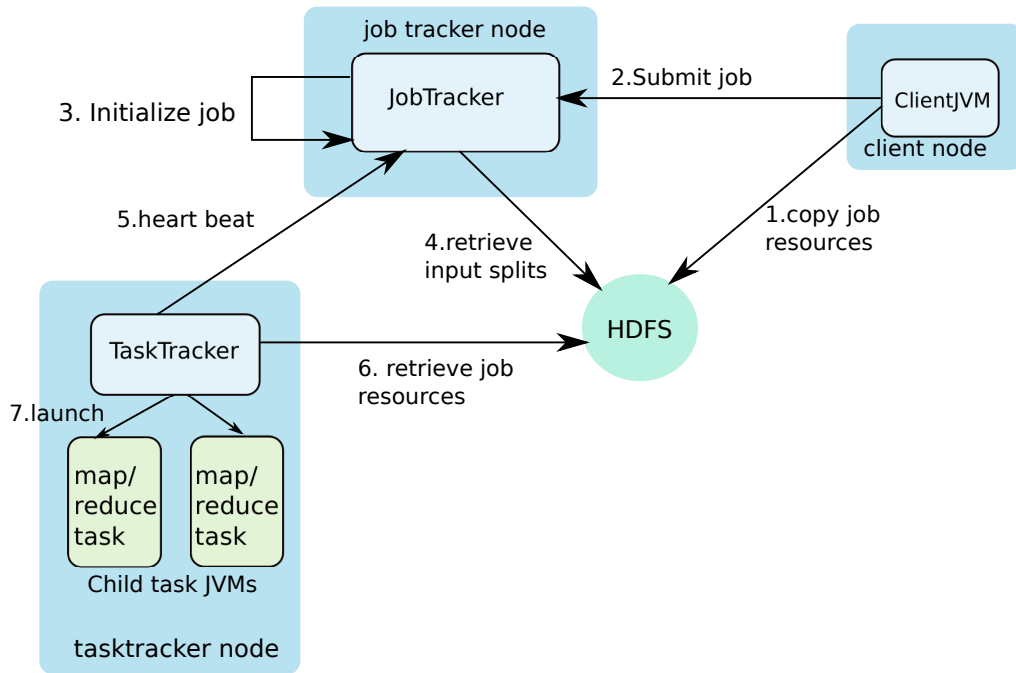 job tracker node
JobTracker
2.Submit job
ClientJVM
client node
3. Initialize job
5.heart beat
4.retrieve
input splits
1.copy job
resources
HDFS
TaskTracker
6. retrieve job
resources
7.launch
map/
reduce
task
map/
reduce
task
Child task JVMs
tasktracker node